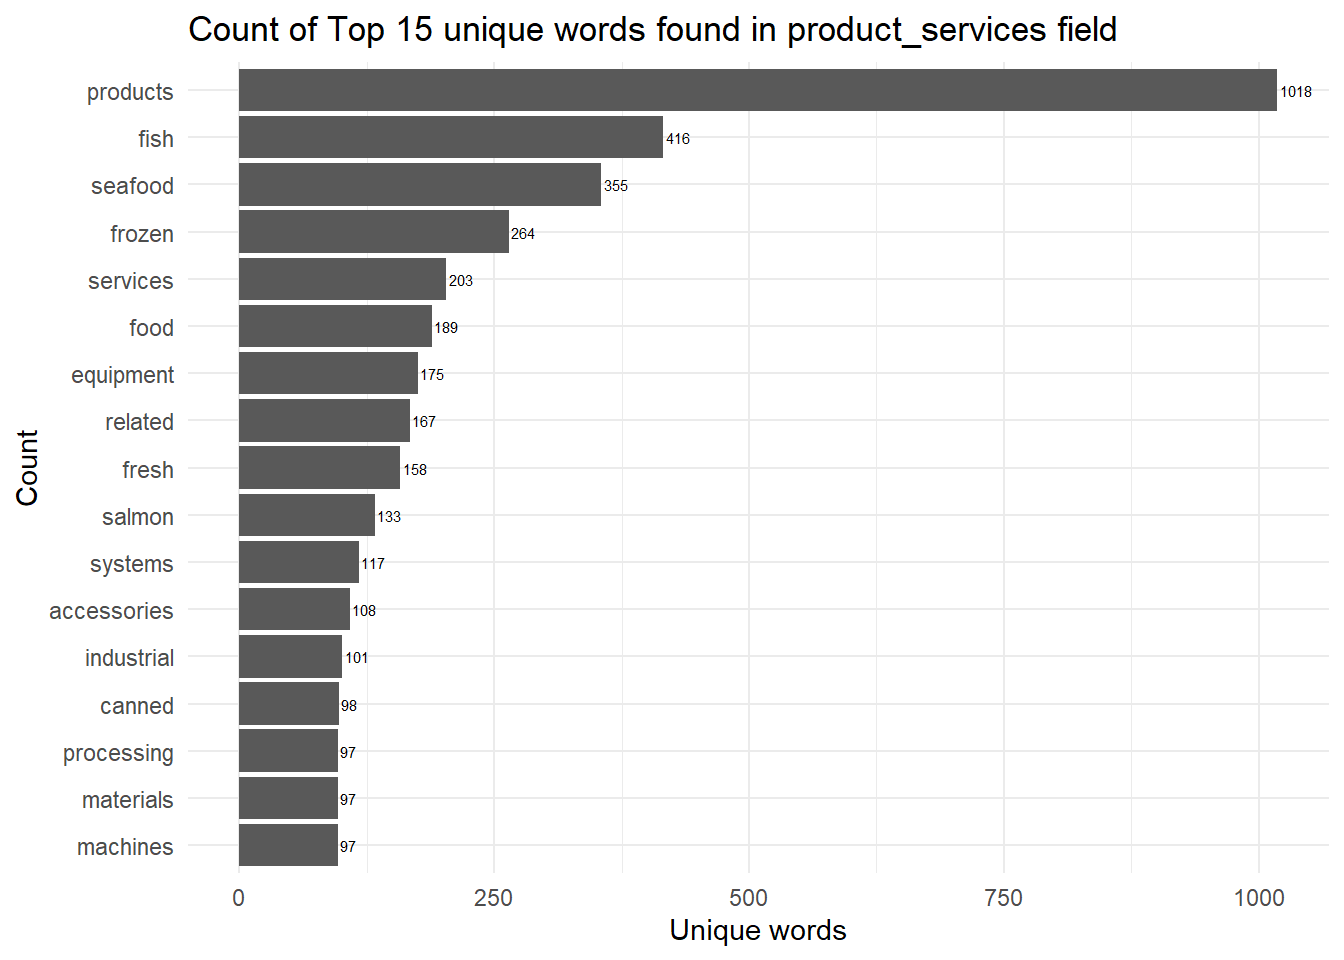 Count of Top 15 unique words found in product_services field
products 1018
fish 416
seafood 355
frozen 264
services 203
food 189
equipment 175
related 167
fresh 158
salmon 133
systems 117
accessories 108
industrial 101
canned 98
processing 97
materials 97
machines 97
Count
0 250 500 750 1000
Unique words